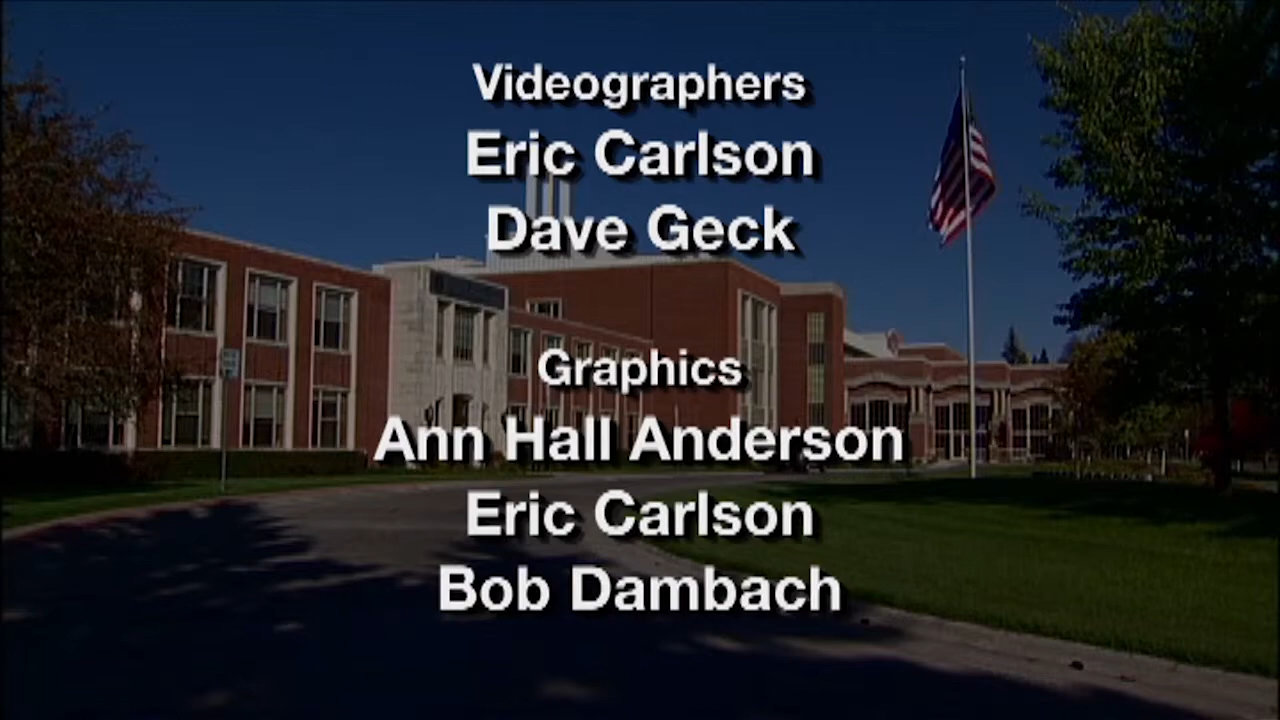 Videographers
Eric Carlson
Dave Geck
Graphics
Ann Hall Anderson
Eric Carlson
Bob Dambach